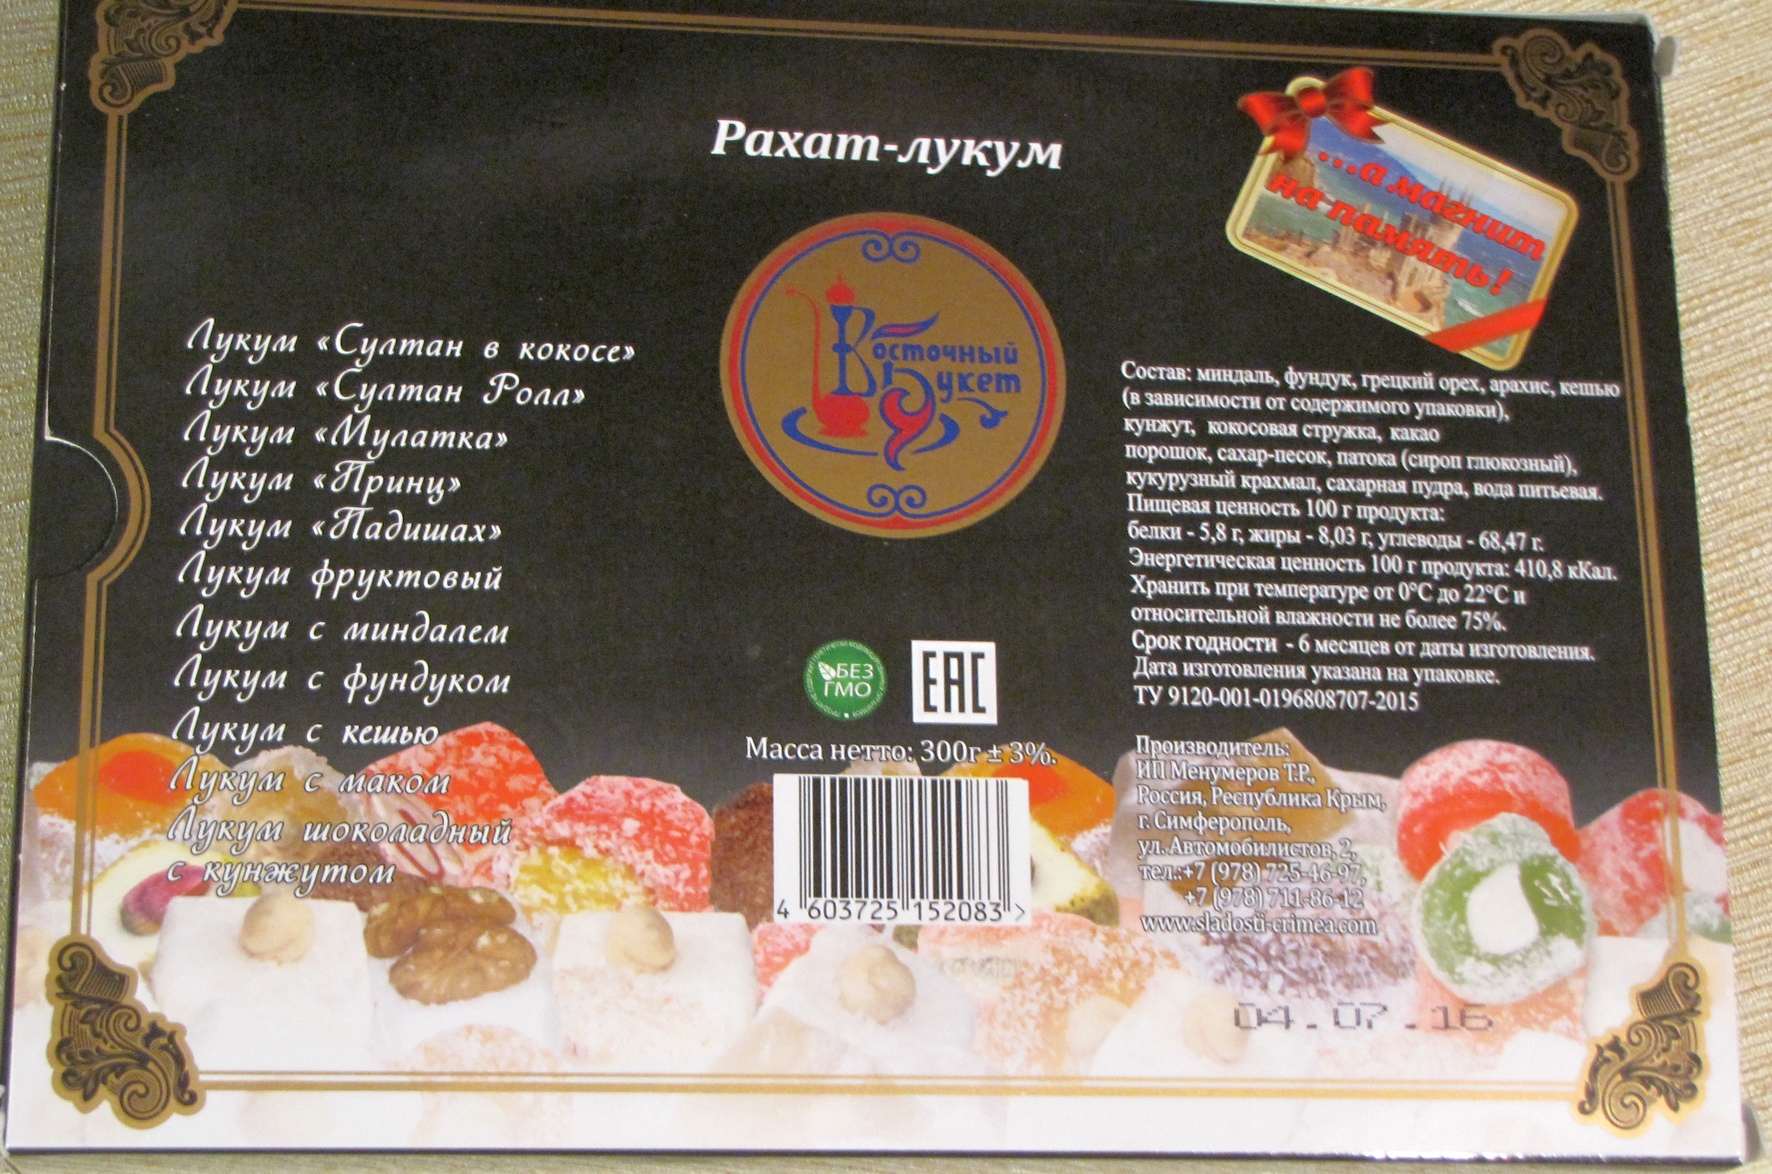 Рахат-лукум
...а магнит
на память!
Восточный
Букет
Лукум «Султан в кокосе»
Лукум «Султан Ролл»
Лукум «Мулатка»
Лукум «Принц»
Лукум «Падишах»
Лукум фруктовый
Лукум с миндалем
Лукум с фундуком
Лукум с кешью
Лукум с маком
Лукум шоколадный
с кунжутом
Состав: миндаль, фундук, грецкий орех, арахис, кешью
(в зависимости от содержимого упаковки),
кунжут, кокосовая стружка, какао
порошок, сахар-песок, патока (сироп глюкозный),
кукурузный крахмал, сахарная пудра, вода питьевая.
Пищевая ценность 100 г продукта:
белки - 5,8 г, жиры - 8,03 г, углеводы - 68,47 г.
Энергетическая ценность 100 г продукта: 410,8 кКал.
Хранить при температуре от 0°С до 22°С и
относительной влажности не более 75%.
Срок годности - 6 месяцев от даты изготовления.
Дата изготовления указана на упаковке.
ТУ 9120-001-0196808707-2015
БЕЗ
ГМО
EAC
Масса нетто: 300г ± 3%.
4 603725 152083 >
Производитель:
ИП Менумеров Т.Р.,
Россия, Республика Крым,
г. Симферополь,
ул. Автомобилистов, 2,
тел.:+7 (978) 725-46-97,
+7 (978) 711-86-12
www.sladosti-crimea.com
04.07.16